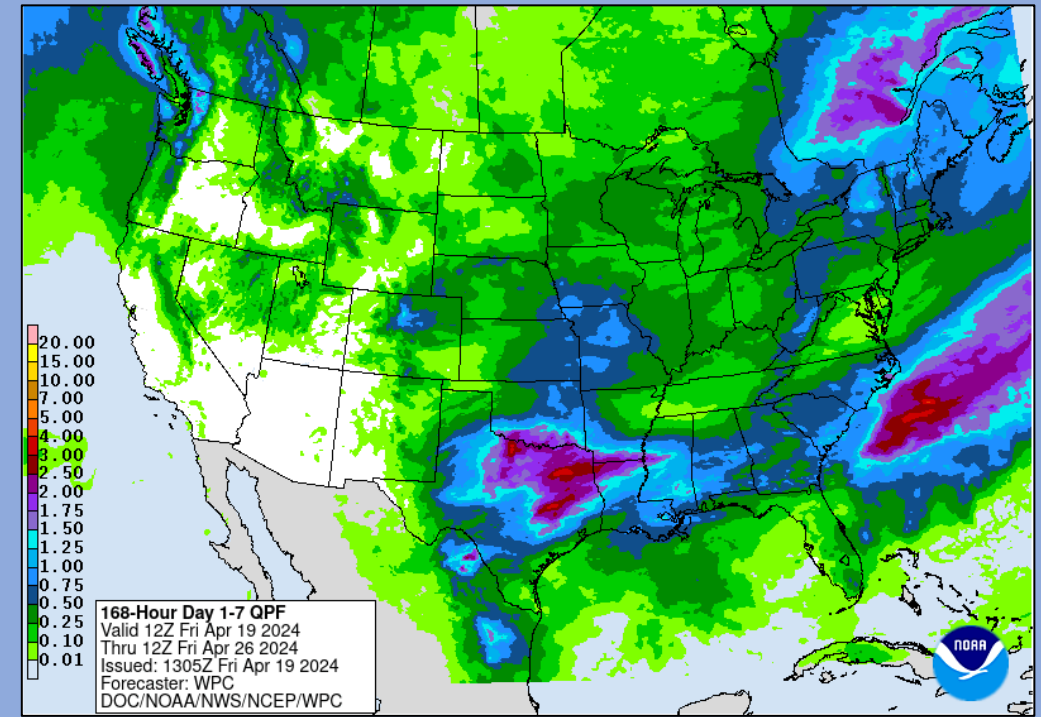 20.00
15.00
10.00
7.00
5.00
4.00
3.00
2.50
2.00
1.75
1.50
1.25
1.00
0.75
0.50
0.25
0.10
0.01
168-Hour Day 1-7 QPF
Valid 12Z Fri Apr 19 2024
Thru 12Z Fri Apr 26 2024
Issued: 1305Z Fri Apr 19 2024
Forecaster: WPC
DOC/NOAA/NWS/NCEP/WPC
NOAA